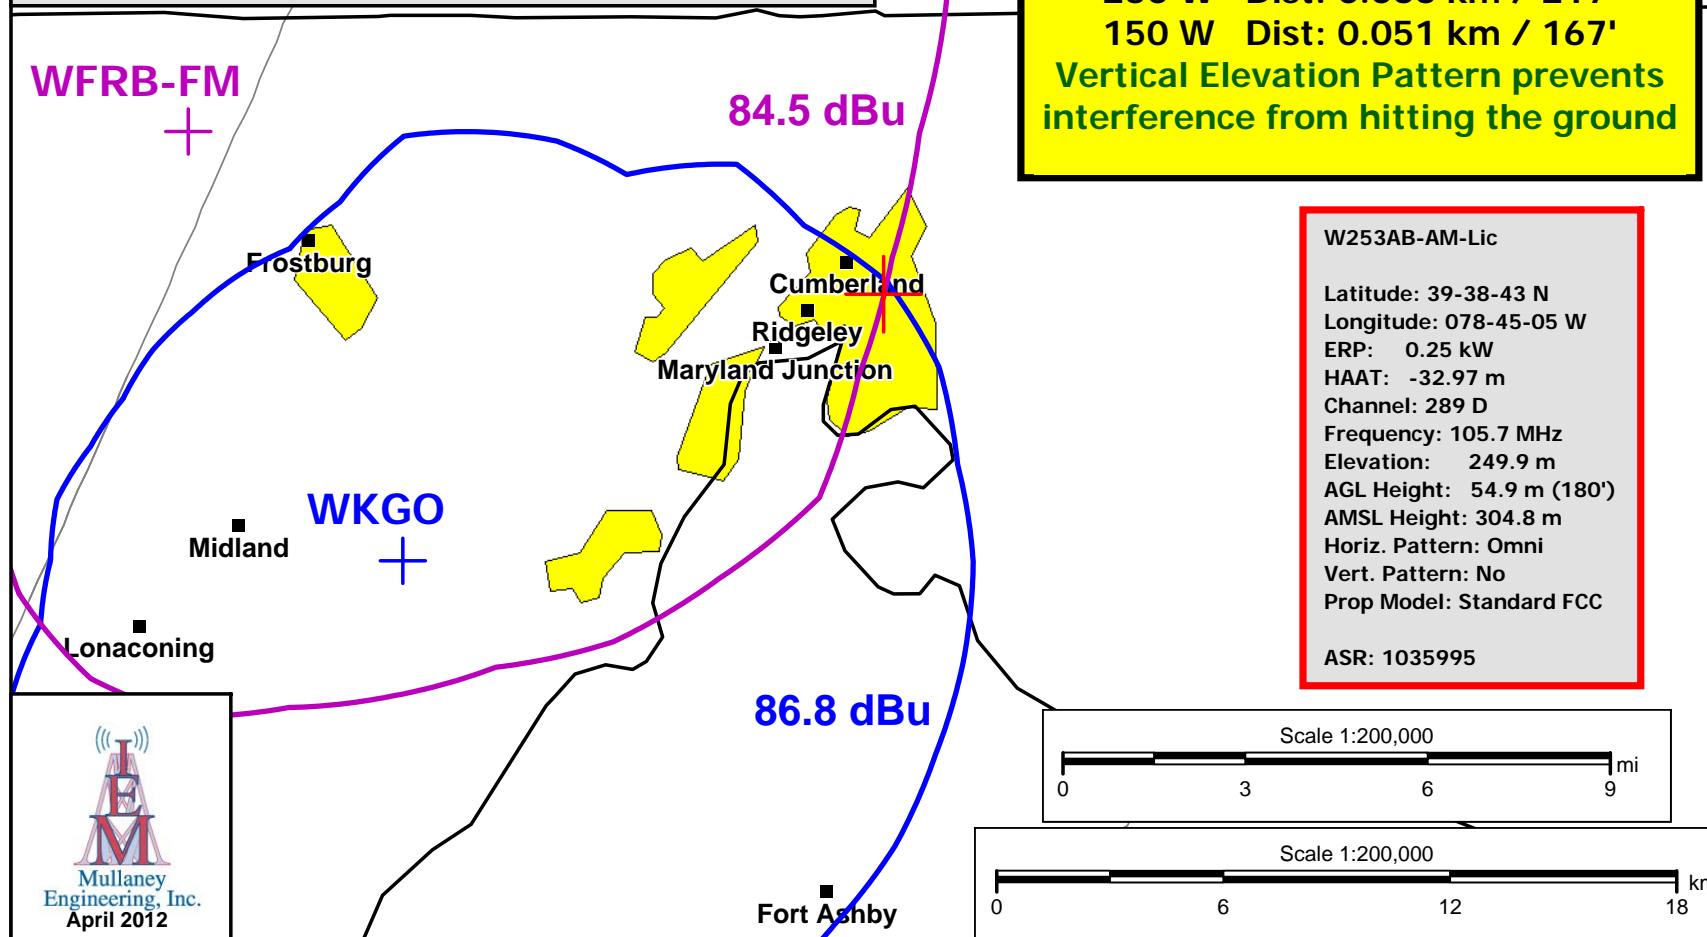 150 W Dist: 0.051 km / 167'
Vertical Elevation Pattern prevents
interference from hitting the ground
WFRB-FM
84.5 dBu
Frostburg
Cumberland
Ridgeley
Maryland Junction
WKGO
Midland
Lonaconing
86.8 dBu
Fort Ashby
W253AB-AM-Lic
Latitude: 39-38-43 N
Longitude: 078-45-05 W
ERP: 0.25 kW
HAAT: -32.97 m
Channel: 289 D
Frequency: 105.7 MHz
Elevation: 249.9 m
AGL Height: 54.9 m (180')
AMSL Height: 304.8 m
Horiz. Pattern: Omni
Vert. Pattern: No
Prop Model: Standard FCC
ASR: 1035995
Scale 1:200,000
mi
0 3 6 9
Scale 1:200,000
km
0 6 12 18
I
E
M
Mullaney
Engineering, Inc.
April 2012